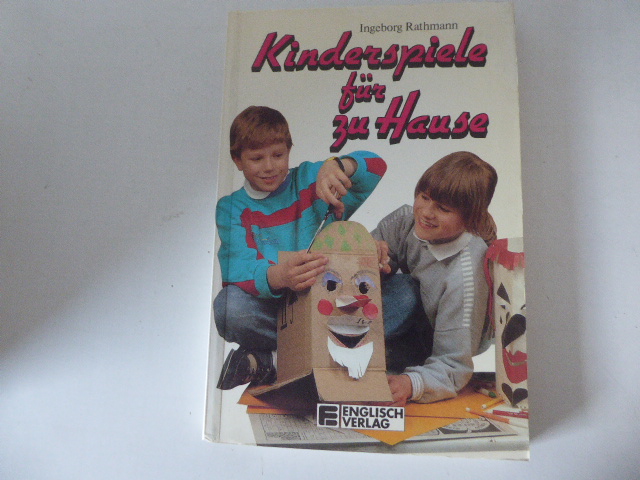 Ingeborg Rathmann
Kinderspiele
für
zu Hause
ENGLISCH
VERLAG